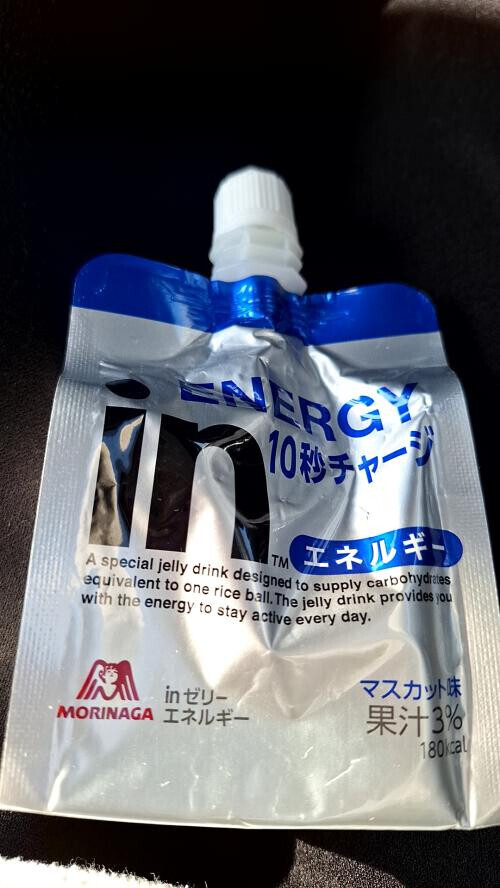 ENERGY
in
10秒チャージ
TM
エネルギー
A special jelly drink designed to supply carbohydrates
equivalent to one rice ball.The jelly drink provides you
with the energy to stay active every day.
MORINAGA
inゼリー
エネルギー
マスカット味
果汁3%
180kcal